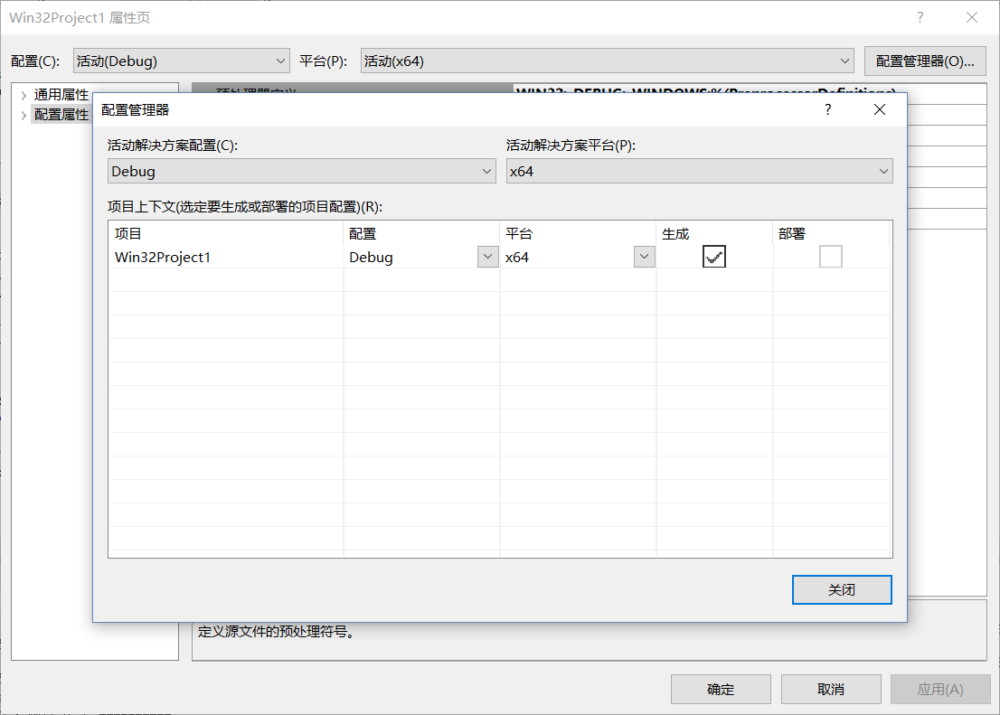 Win32Project1 属性页
配置(C): 活动(Debug) 平台(P): 活动(x64) 配置管理器(O)...
通用属性
配置属性
预处理器定义 WIN32;_DEBUG;_WINDOWS;%(PreprocessorDefinitions)
配置管理器
活动解决方案配置(C): 活动解决方案平台(P):
Debug x64
项目上下文(选定要生成或部署的项目配置)(R):
项目 配置 平台 生成 部署
Win32Project1 Debug x64
关闭
定义源文件的预处理符号。
确定 取消 应用(A)